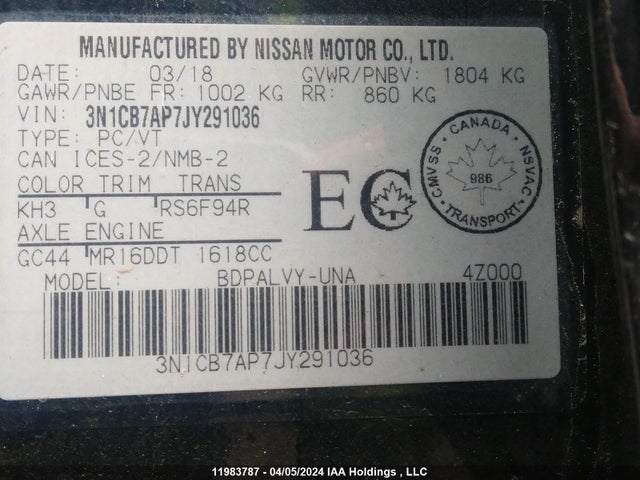 MANUFACTURED BY NISSAN MOTOR CO., LTD.
DATE: 03/18 GVWR/PNBV: 1804 KG
GAWR/PNBE FR: 1002 KG RR: 860 KG
VIN: 3N1CB7AP7JY291036
TYPE: PC/VT
CAN ICES-2/NMB-2
COLOR TRIM TRANS
KH3 G RS6F94R
AXLE ENGINE
GC44 MR16DDT 1618CC
MODEL: BDPALVY-UNA 4Z000
3N1CB7AP7JY291036
EC
CANADA
CMVSS NSVAC
986
TRANSPORT
11983787 - 04/05/2024 IAA Holdings , LLC